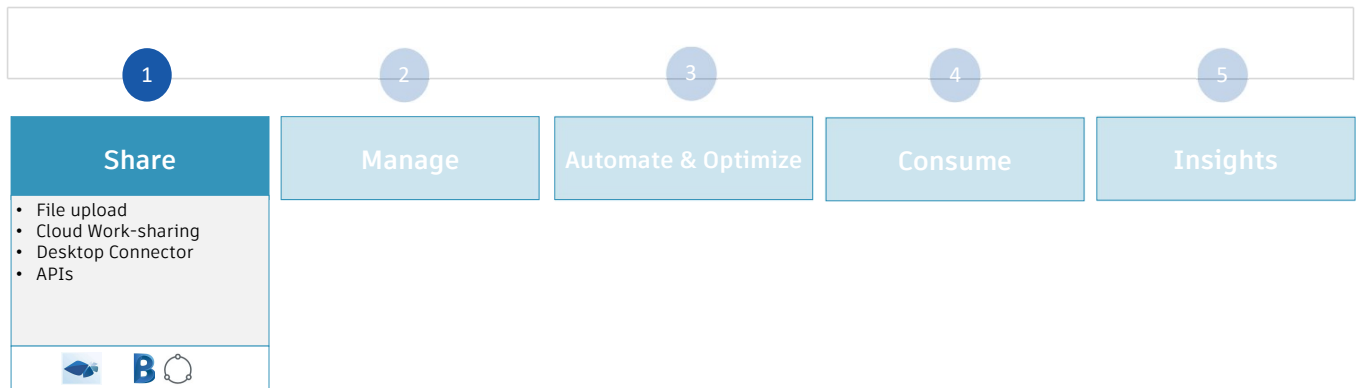 1
2
3
4
5
Share
Manage
Automate & Optimize
Consume
Insights
• File upload
• Cloud Work-sharing
• Desktop Connector
• APIs
B